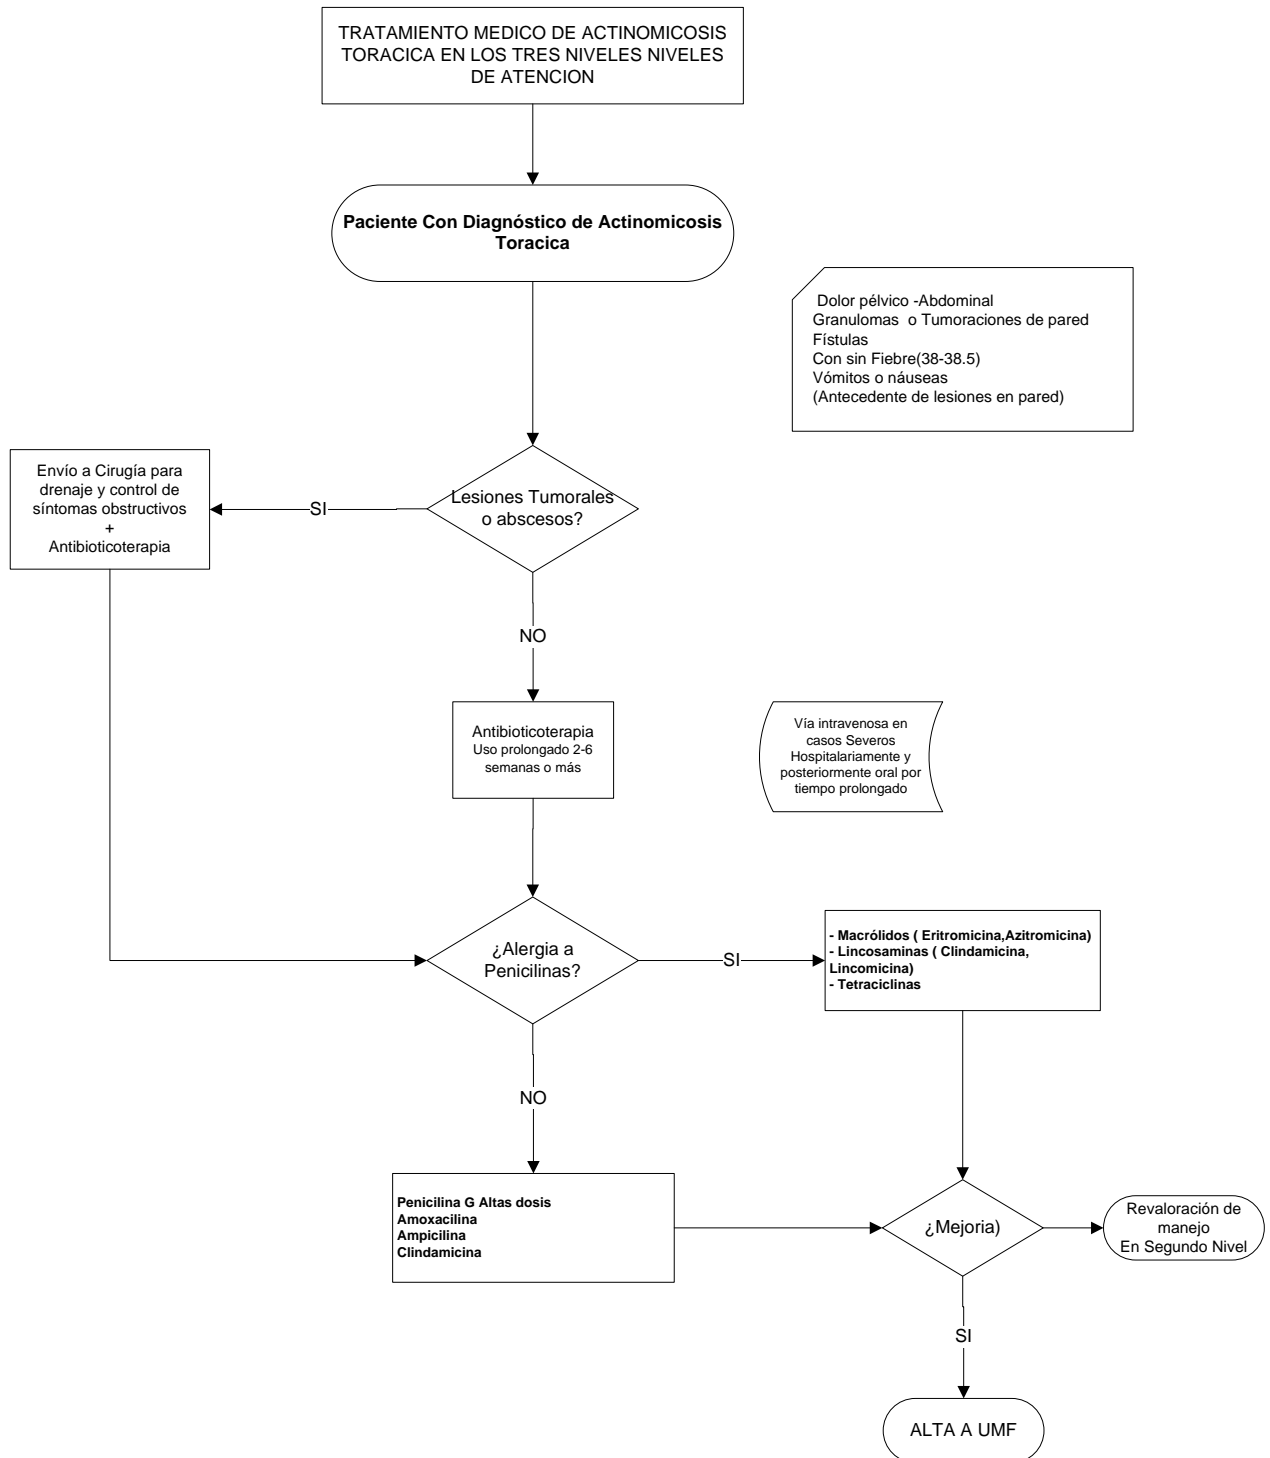 TRATAMIENTO MEDICO DE ACTINOMICOSIS
TORACICA EN LOS TRES NIVELES NIVELES
DE ATENCION
Paciente Con Diagnóstico de Actinomicosis
Toracica
Dolor pélvico -Abdominal
Granulomas o Tumoraciones de pared
Fístulas
Con sin Fiebre(38-38.5)
Vómitos o náuseas
(Antecedente de lesiones en pared)
Envío a Cirugía para
drenaje y control de
síntomas obstructivos
+
Antibioticoterapia
SI
Lesiones Tumorales
o abscesos?
NO
Antibioticoterapia
Uso prolongado 2-6
semanas o más
Vía intravenosa en
casos Severos
Hospitalariamente y
posteriormente oral por
tiempo prolongado
¿Alergia a
Penicilinas?
SI
- Macrólidos ( Eritromicina,Azitromicina)
- Lincosaminas ( Clindamicina,
Lincomicina)
- Tetraciclinas
NO
Penicilina G Altas dosis
Amoxacilina
Ampicilina
Clindamicina
¿Mejoria)
Revaloración de
manejo
En Segundo Nivel
SI
ALTA A UMF